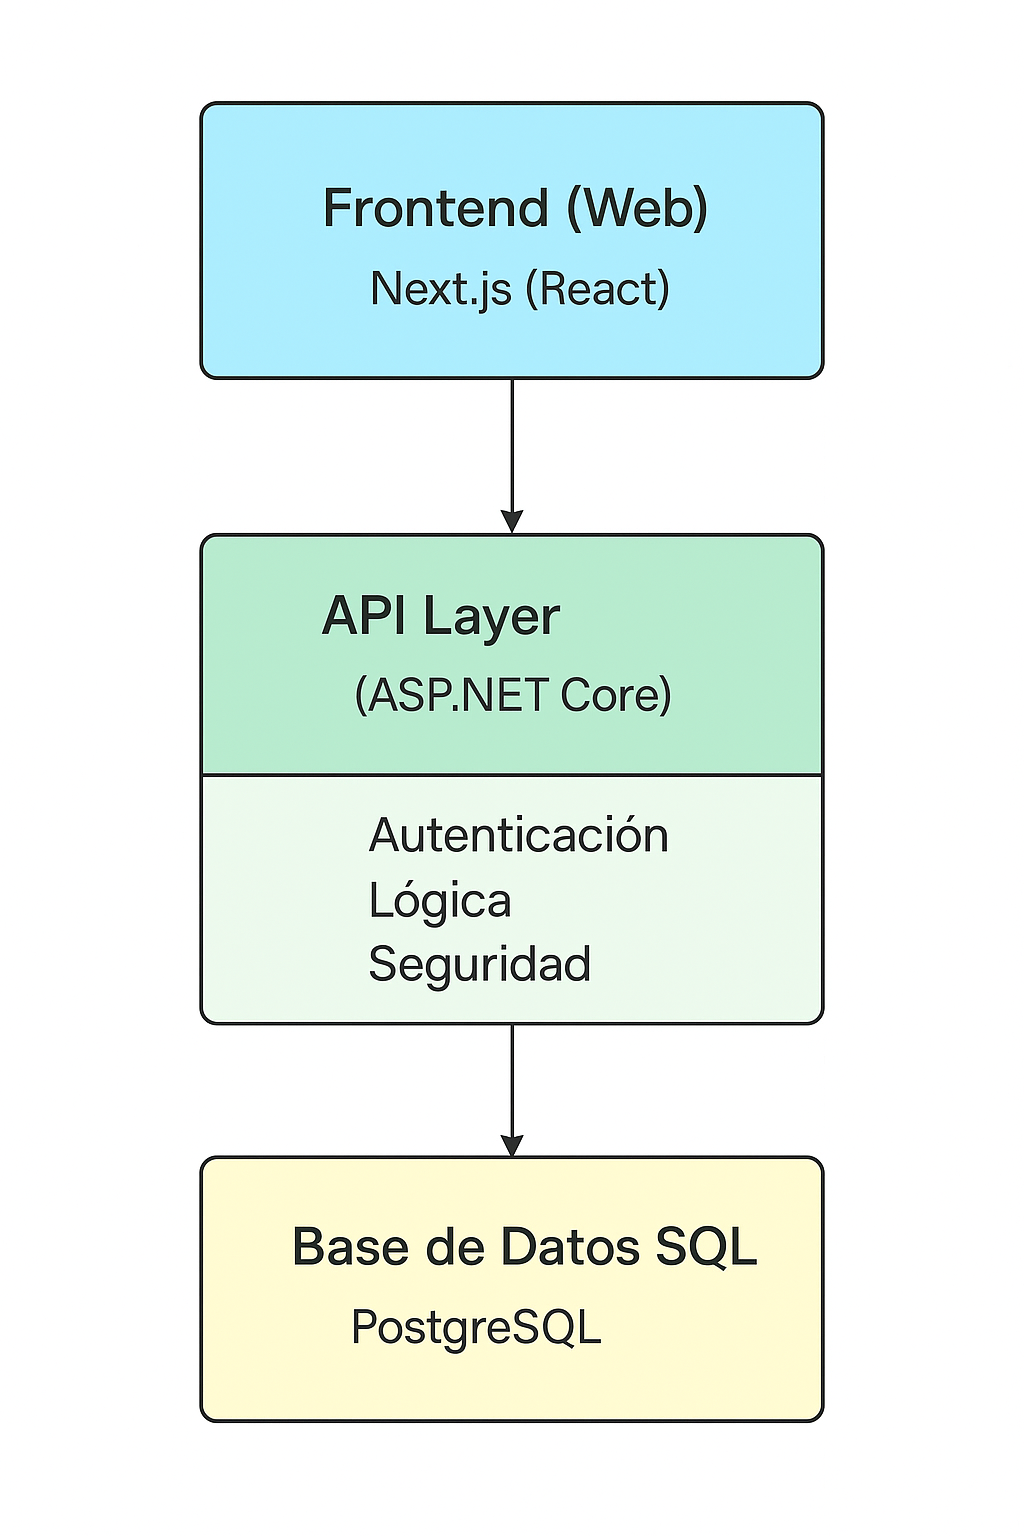 Frontend (Web)
Next.js (React)
API Layer
(ASP.NET Core)
Autenticación
Lógica
Seguridad
Base de Datos SQL
PostgreSQL